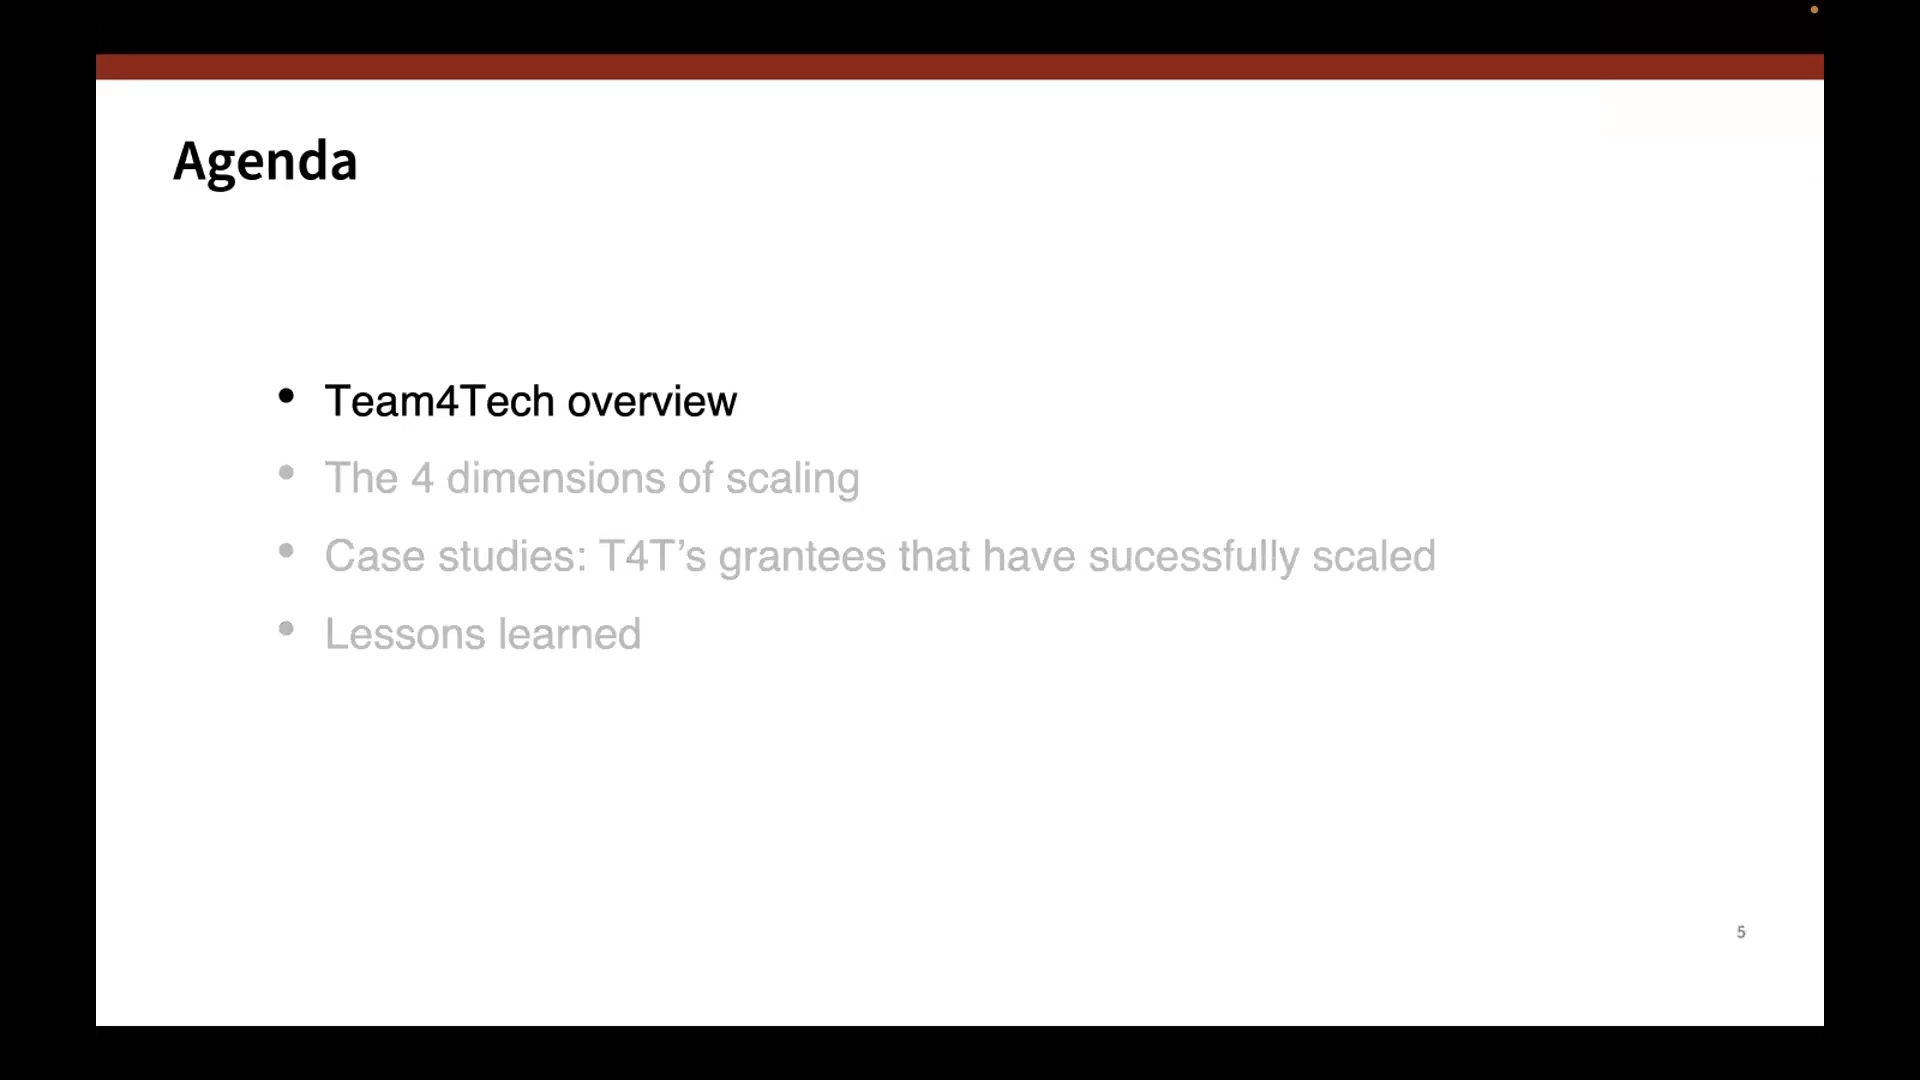 Agenda
• Team4Tech overview
• The 4 dimensions of scaling
• Case studies: T4T’s grantees that have sucessfully scaled
• Lessons learned
5